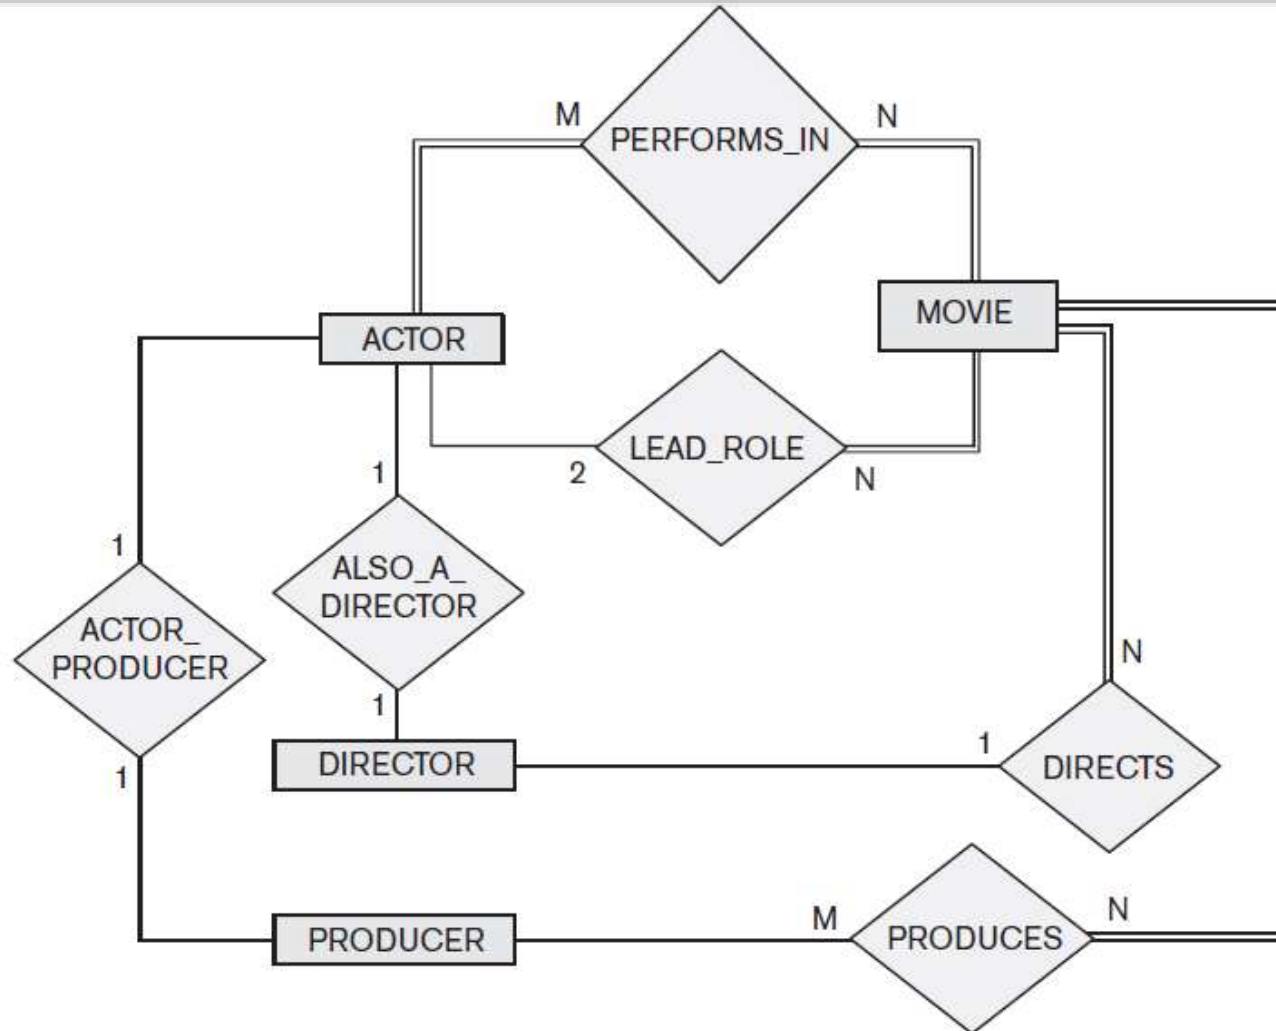 M
N
PERFORMS_IN
MOVIE
ACTOR
LEAD_ROLE
2
N
1
1
ALSO_A_
DIRECTOR
ACTOR_
PRODUCER
N
1
1
1
DIRECTOR
DIRECTS
M
N
PRODUCER
PRODUCES